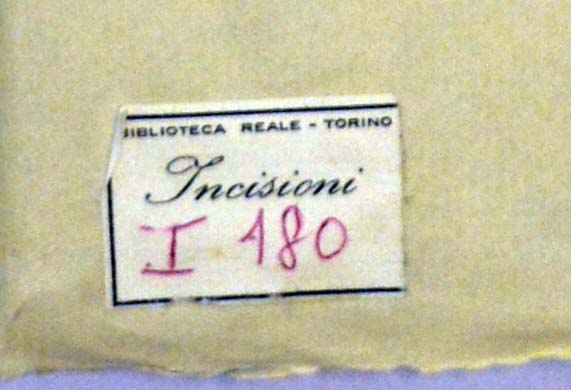 BIBLIOTECA REALE - TORINO
Incisioni
I 180